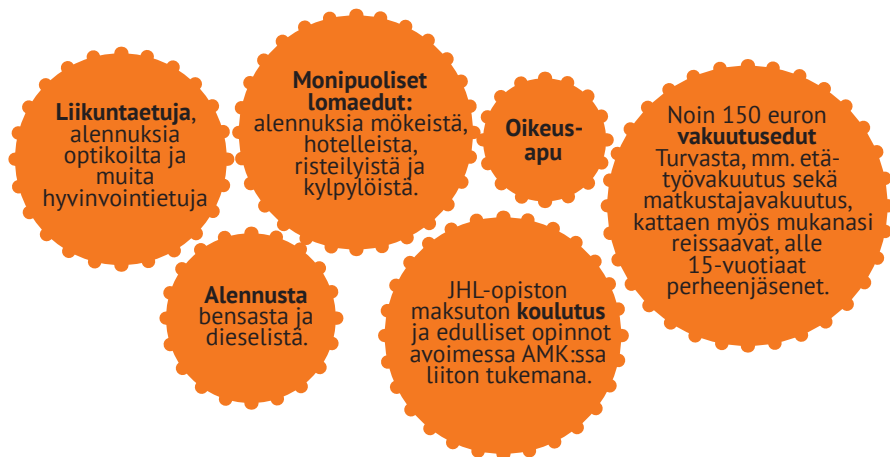 Liikuntaetuja,
alennuksia
optikoilta ja
muita
hyvinvointietuja
Monipuoliset
lomaedut:
alennuksia mökeistä,
hotelleista,
risteilyistä ja
kylpylöistä.
Oikeus-
apu
Noin 150 euron
vakuutusedut
Turvasta, mm. etä-
työvakuutus sekä
matkustajavakuutus,
kattaen myös mukanasi
reissaavat, alle
15-vuotiaat
perheenjäsenet.
Alennusta
bensasta ja
dieselistä.
JHL-opiston
maksuton koulutus
ja edulliset opinnot
avoimessa AMK:ssa
liiton tukemana.